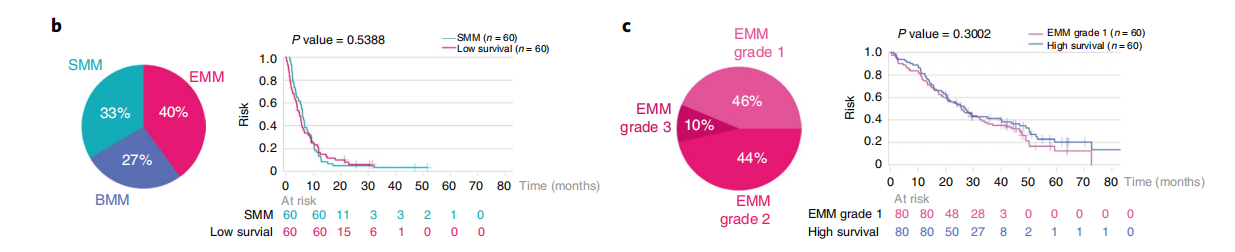 b
P value = 0.5388
SMM (n = 60)
Low survival (n = 60)
SMM
EMM
33%
40%
27%
BMM
Risk
1.0
0.8
0.6
0.4
0.2
0
0 10 20 30 40 50 60 70 80
Time (months)
At risk
SMM 60 60 11 3 3 2 1 0
Low survial 60 60 15 6 1 0 0 0
c
EMM
grade 1
P value = 0.3002
EMM grade 1 (n = 60)
High survival (n = 60)
EMM
grade 3
46%
10%
44%
EMM
grade 2
Risk
1.0
0.8
0.6
0.4
0.2
0
0 10 20 30 40 50 60 70 80
Time (months)
At risk
EMM grade 1 80 80 48 28 3 0 0 0 0
High survival 80 80 50 27 8 2 1 1 1 0